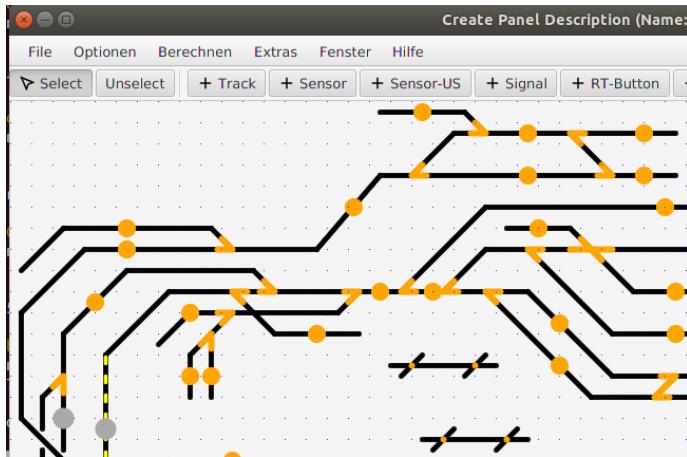 Create Panel Description (Name:
File Optionen Berechnen Extras Fenster Hilfe
Select Unselect + Track + Sensor + Sensor-US + Signal + RT-Button